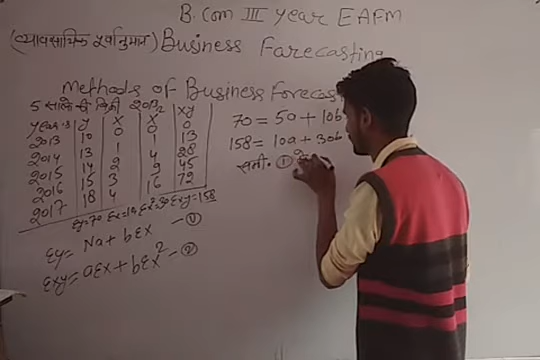 B.Com III year EAFM
(व्यावसायिक पूर्वानुमान) Business Farecasting
Methods of Business Forecas
5 साल की बिक्री
year y x x² xy
2013 10 0 0 0
2014 13 1 1 13
2015 14 2 4 28
2016 15 3 9 45
2017 18 4 16 72
Σy=70 Σx=10 Σx²=30 Σxy=158
Σy = Na + bΣx —①
Σxy = aΣx + bΣx² —②
70 = 5a + 10b
158 = 10a + 30b
समी. ①